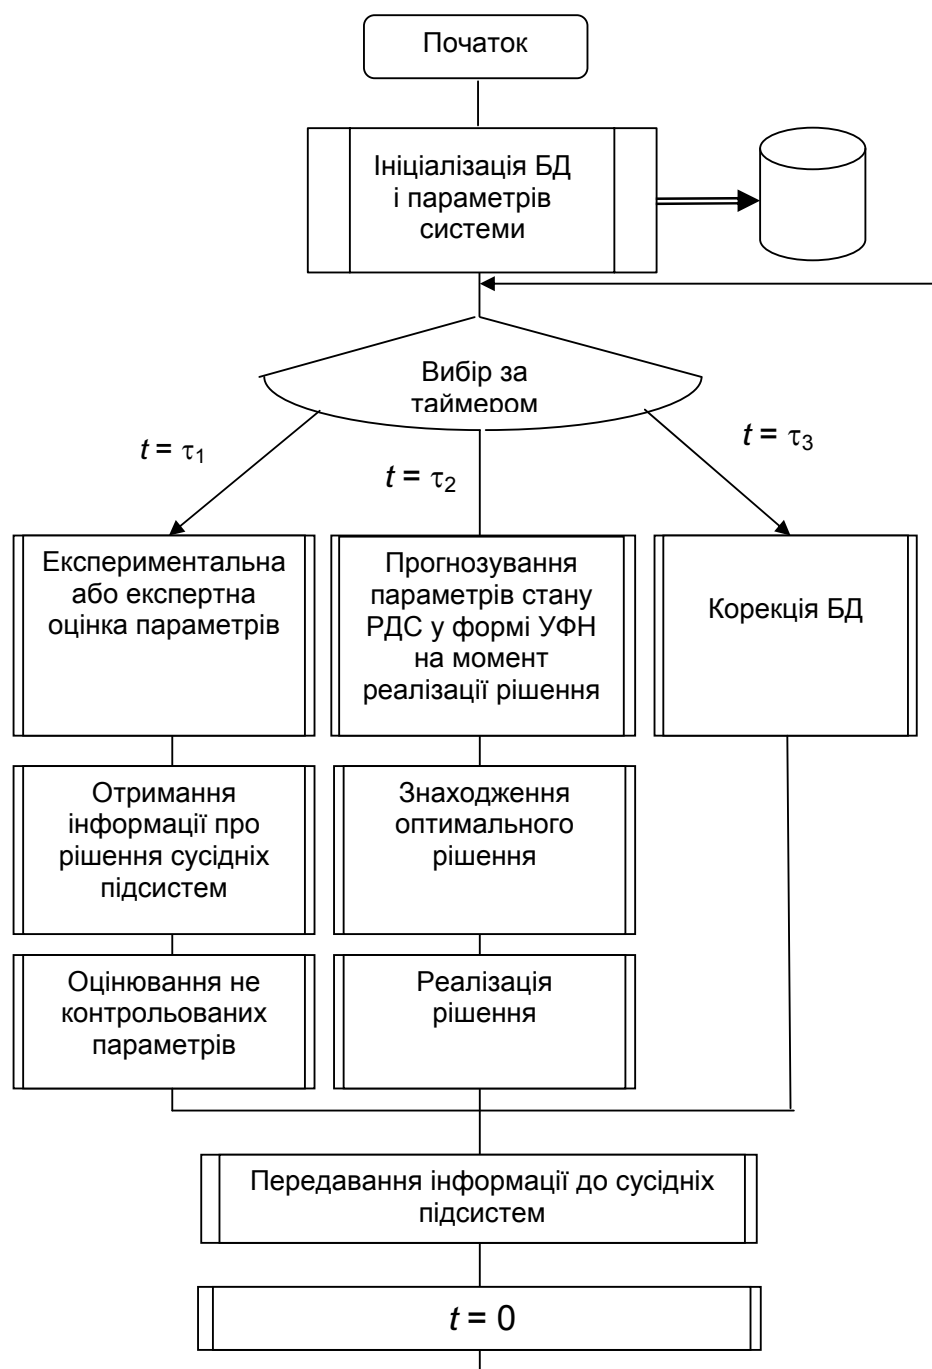 Початок
Ініціалізація БД
і параметрів
системи
Вибір за
таймером
t = τ₁
t = τ₂
t = τ₃
Експериментальна
або експертна
оцінка параметрів
Прогнозування
параметрів стану
РДС у формі УФН
на момент
реалізації рішення
Корекція БД
Отримання
інформації про
рішення сусідніх
підсистем
Знаходження
оптимального
рішення
Оцінювання не
контрольованих
параметрів
Реалізація
рішення
Передавання інформації до сусідніх
підсистем
t = 0